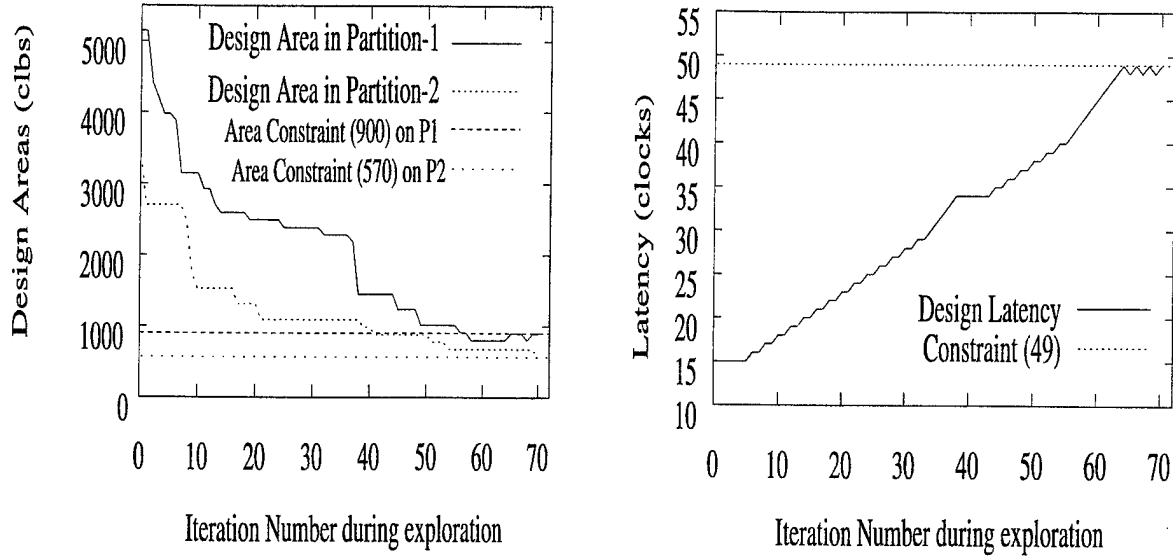 Design Areas (clbs)
5000
4000
3000
2000
1000
0
Design Area in Partition-1
Design Area in Partition-2
Area Constraint (900) on P1
Area Constraint (570) on P2
0 10 20 30 40 50 60 70
Iteration Number during exploration
Latency (clocks)
55
50
45
40
35
30
25
20
15
10
Design Latency
Constraint (49)
0 10 20 30 40 50 60 70
Iteration Number during exploration